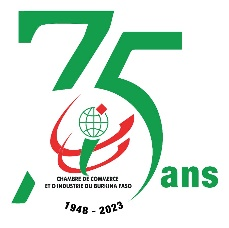 75 ans
CHAMBRE DE COMMERCE
ET D'INDUSTRIE DU BURKINA FASO
1948 - 2023